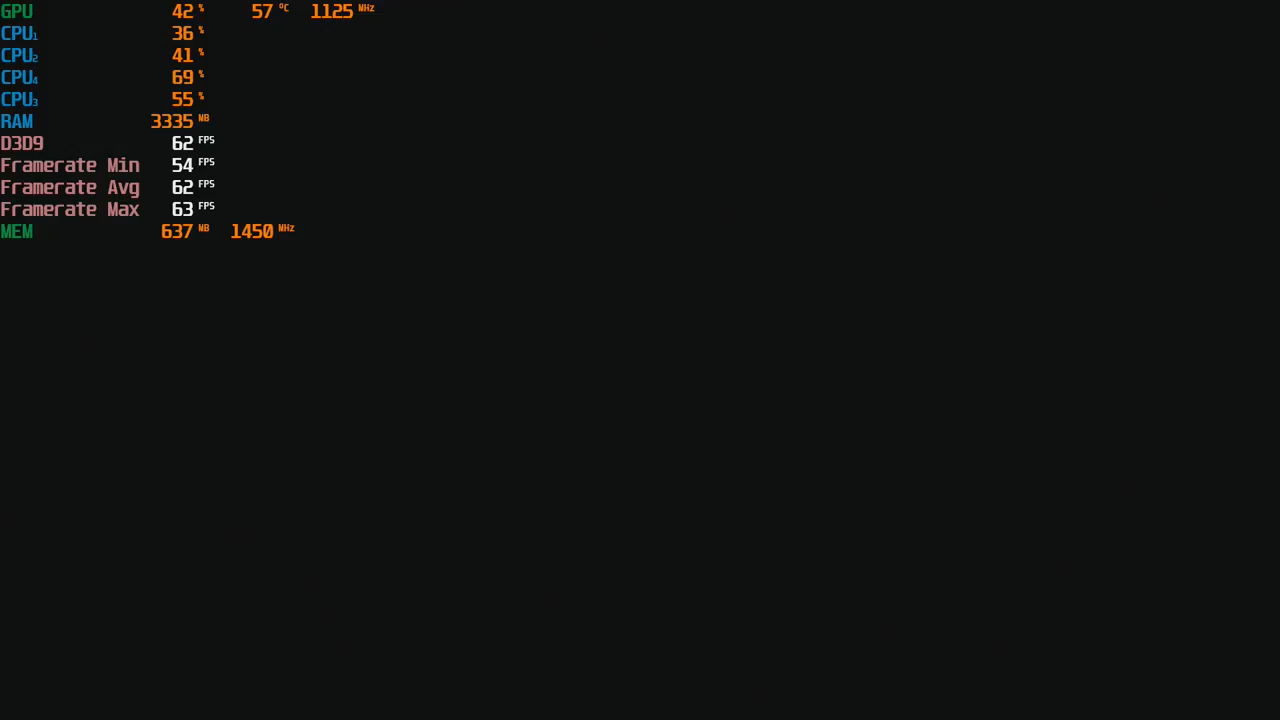 GPU 42 % 57 °C 1125 MHz
CPU1 36 %
CPU2 41 %
CPU4 69 %
CPU3 55 %
RAM 3335 MB
D3D9 62 FPS
Framerate Min 54 FPS
Framerate Avg 62 FPS
Framerate Max 63 FPS
MEM 637 MB 1450 MHz